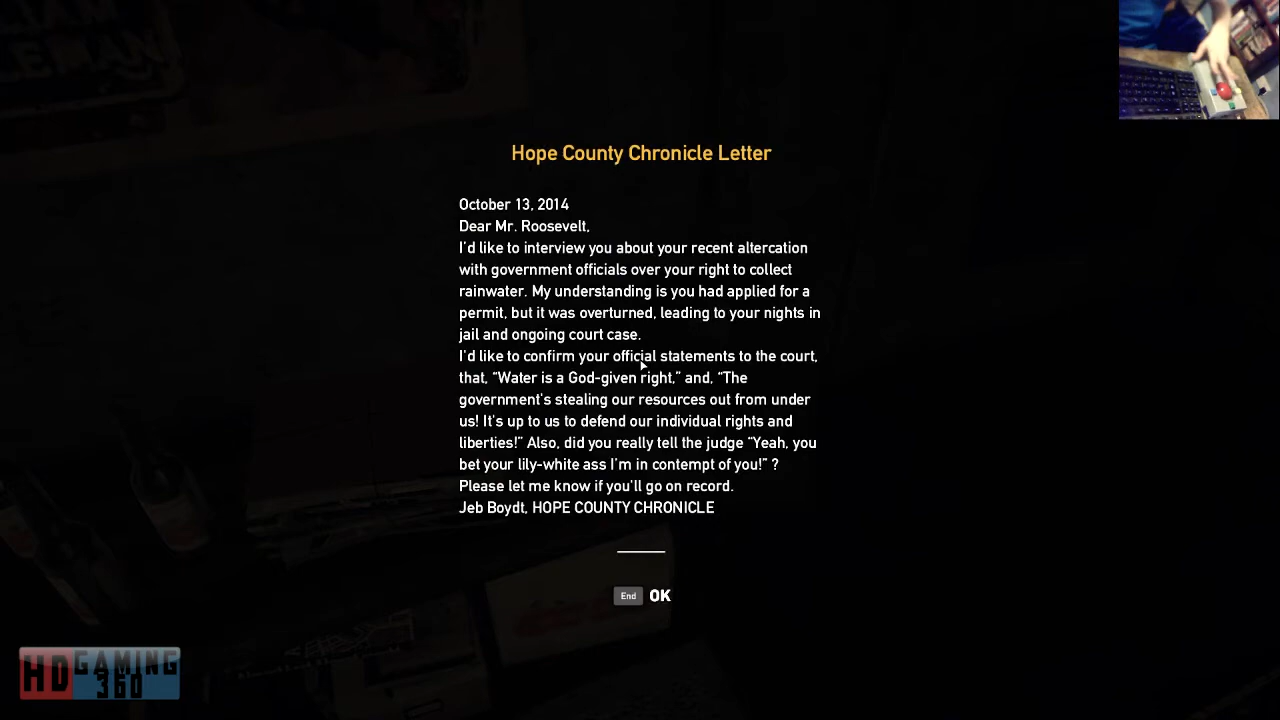 Hope County Chronicle Letter
October 13, 2014
Dear Mr. Roosevelt,
I'd like to interview you about your recent altercation
with government officials over your right to collect
rainwater. My understanding is you had applied for a
permit, but it was overturned, leading to your nights in
jail and ongoing court case.
I'd like to confirm your official statements to the court,
that, “Water is a God-given right,” and, “The
government's stealing our resources out from under
us! It's up to us to defend our individual rights and
liberties!” Also, did you really tell the judge “Yeah, you
bet your lily-white ass I'm in contempt of you!” ?
Please let me know if you'll go on record.
Jeb Boydt, HOPE COUNTY CHRONICLE
End OK
HD GAMING
360